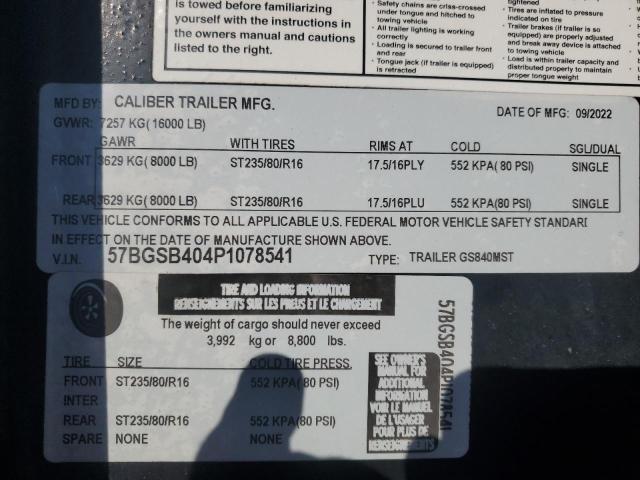 is towed before familiarizing
yourself with the instructions in
the owners manual and cautions
listed to the right.
• Safety chains are criss-crossed
under tongue and hitched to
towing vehicle
• All trailer lighting is working
correctly
• Loading is secured to trailer front
and rear
• Tongue jack (if trailer is equipped)
is retracted
tightened
• Tires are inflated to pressure
indicated on tire
• Trailer brakes (if trailer is so
equipped) are properly adjusted
and break away device is attached
to towing vehicle
• Load is within trailer capacity and
distributed properly to maintain
proper tongue weight
MFD BY: CALIBER TRAILER MFG. DATE OF MFG: 09/2022
GVWR: 7257 KG( 16000 LB)
GAWR WITH TIRES RIMS AT COLD SGL/DUAL
FRONT 3629 KG( 8000 LB) ST235/80/R16 17.5/16PLY 552 KPA( 80 PSI) SINGLE
REAR 3629 KG( 8000 LB) ST235/80/R16 17.5/16PLU 552 KPA(80 PSI) SINGLE
THIS VEHICLE CONFORMS TO ALL APPLICABLE U.S. FEDERAL MOTOR VEHICLE SAFETY STANDARI
IN EFFECT ON THE DATE OF MANUFACTURE SHOWN ABOVE.
V.I.N. 57BGSB404P1078541 TYPE: TRAILER GS840MST
TIRE AND LOADING INFORMATION
RENSEIGNEMENTS SUR LES PNEUS ET LE CHARGEMENT
The weight of cargo should never exceed
3,992 kg or 8,800 lbs.
TIRE SIZE COLD TIRE PRESS.
FRONT ST235/80/R16 552 KPA( 80 PSI)
INTER
REAR ST235/80/R16 552 KPA (80 PSI)
SPARE NONE NONE
SEE OWNER'S
MANUAL FOR
ADDITIONAL
INFORMATION
VOIR LE MANUEL
DE L'USAGER
POUR PLUS DE
RENSEIGNEMENTS
57BGSB404P1078541